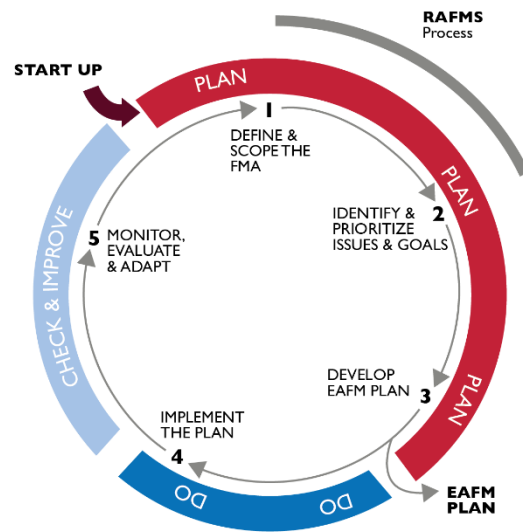 RAFMS
Process
START UP
PLAN
1
DEFINE &
SCOPE THE
FMA
PLAN
2
IDENTIFY &
PRIORITIZE
ISSUES & GOALS
PLAN
3
DEVELOP
EAFM PLAN
EAFM
PLAN
DO
DO
4
IMPLEMENT
THE PLAN
CHECK & IMPROVE
5
MONITOR,
EVALUATE
& ADAPT